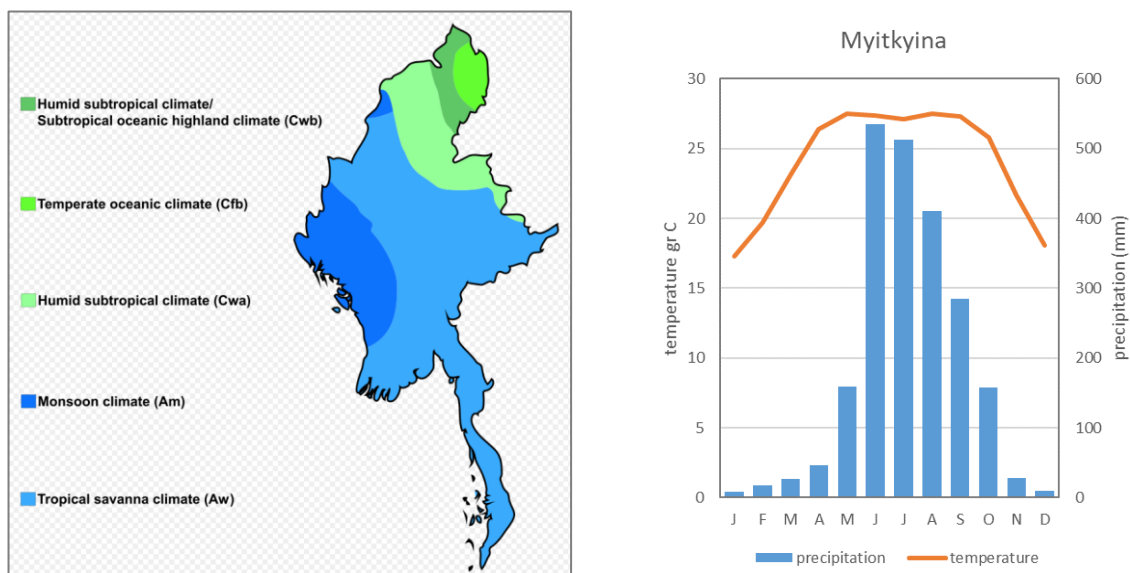 Humid subtropical climate/
Subtropical oceanic highland climate (Cwb)
Temperate oceanic climate (Cfb)
Humid subtropical climate (Cwa)
Monsoon climate (Am)
Tropical savanna climate (Aw)
Myitkyina
30
25
20
15
10
5
0
temperature gr C
600
500
400
300
200
100
0
precipitation (mm)
J F M A M J J A S O N D
precipitation temperature